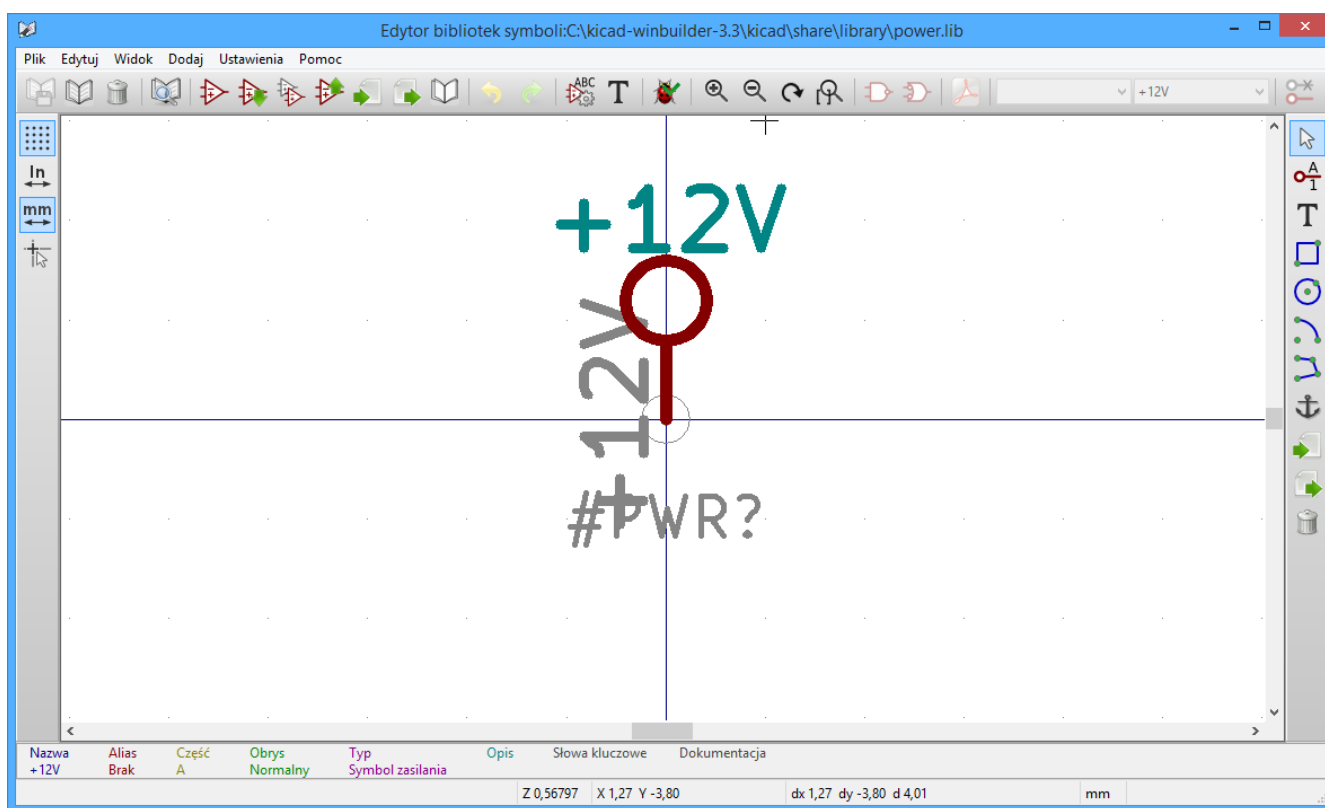 Edytor bibliotek symboli:C:\kicad-winbuilder-3.3\kicad\share\library\power.lib
Plik Edytuj Widok Dodaj Ustawienia Pomoc
ABC T +12V
In
mm
A
1
T
+12V
+12V
#PWR?
Nazwa Alias Część Obrys Typ Opis Słowa kluczowe Dokumentacja
+12V Brak A Normalny Symbol zasilania
Z 0,56797 X 1,27 Y -3,80 dx 1,27 dy -3,80 d 4,01 mm